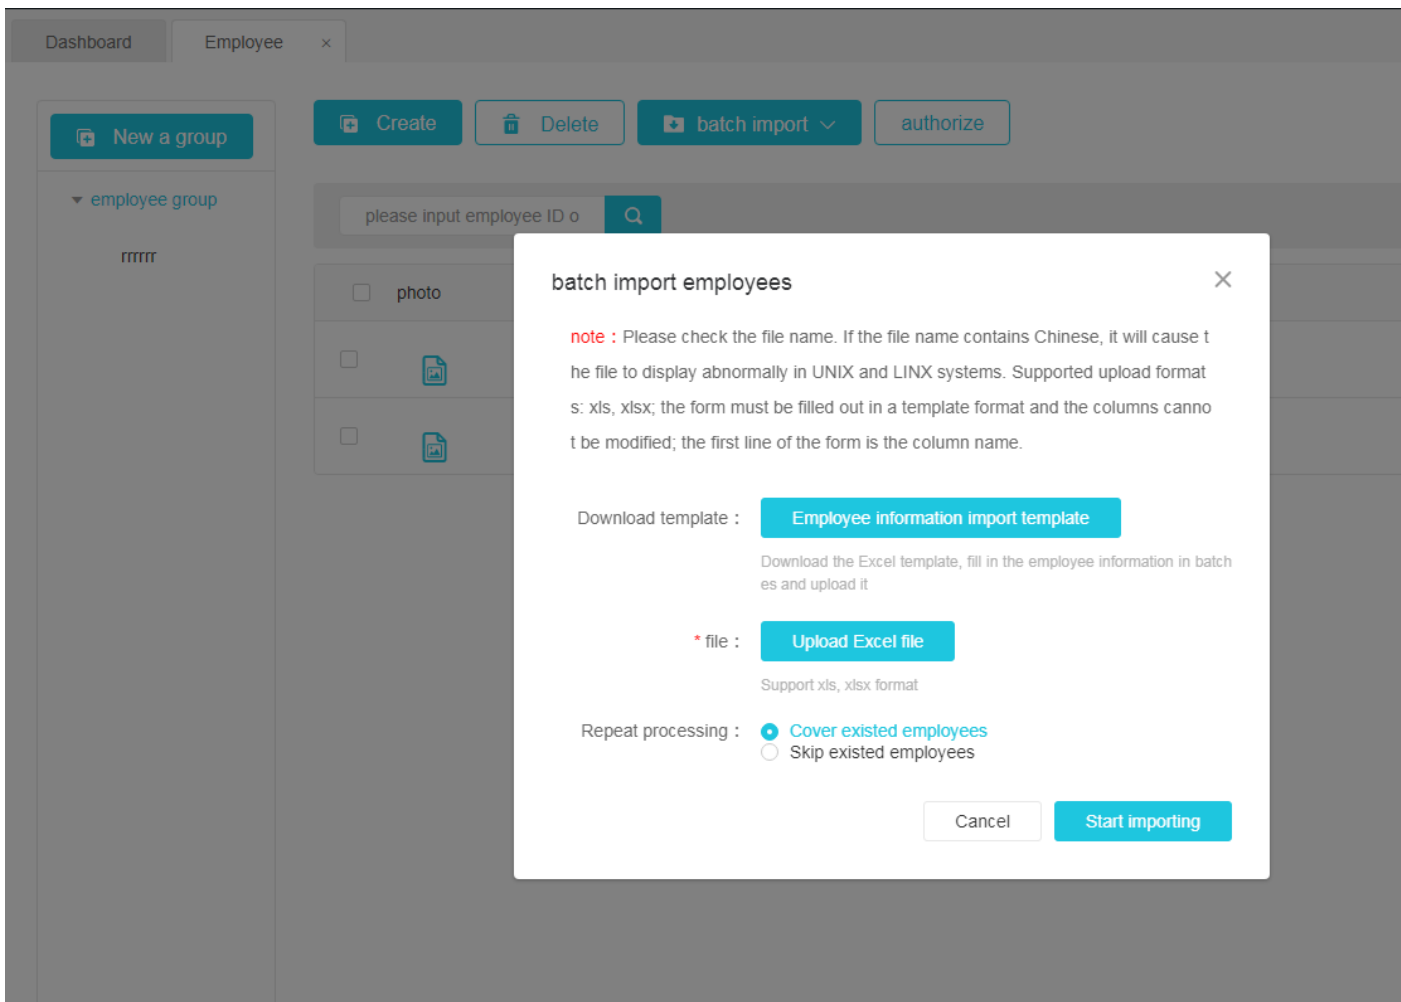 Dashboard
Employee ×
New a group
Create
Delete
batch import
authorize
employee group
please input employee ID o
rrrrrr
photo
batch import employees
note：Please check the file name. If the file name contains Chinese, it will cause t
he file to display abnormally in UNIX and LINX systems. Supported upload format
s: xls, xlsx; the form must be filled out in a template format and the columns canno
t be modified; the first line of the form is the column name.
Download template：
Employee information import template
Download the Excel template, fill in the employee information in batch
es and upload it
* file：
Upload Excel file
Support xls, xlsx format
Repeat processing：
Cover existed employees
Skip existed employees
Cancel
Start importing